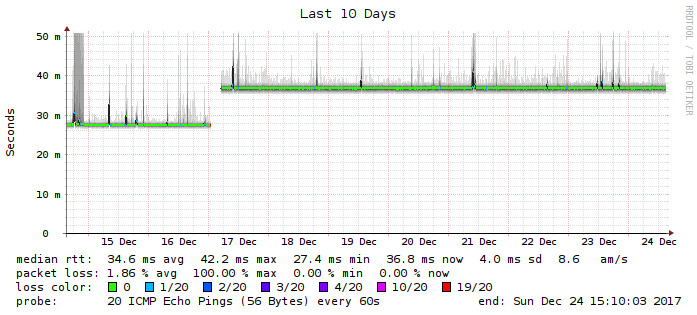 Last 10 Days
RRDTOOL / TOBI OETIKER
Seconds
50 m
40 m
30 m
20 m
10 m
0
15 Dec 16 Dec 17 Dec 18 Dec 19 Dec 20 Dec 21 Dec 22 Dec 23 Dec 24 Dec
median rtt: 34.6 ms avg 42.2 ms max 27.4 ms min 36.8 ms now 4.0 ms sd 8.6 am/s
packet loss: 1.86 % avg 100.00 % max 0.00 % min 0.00 % now
loss color: 0 1/20 2/20 3/20 4/20 10/20 19/20
probe: 20 ICMP Echo Pings (56 Bytes) every 60s end: Sun Dec 24 15:10:03 2017